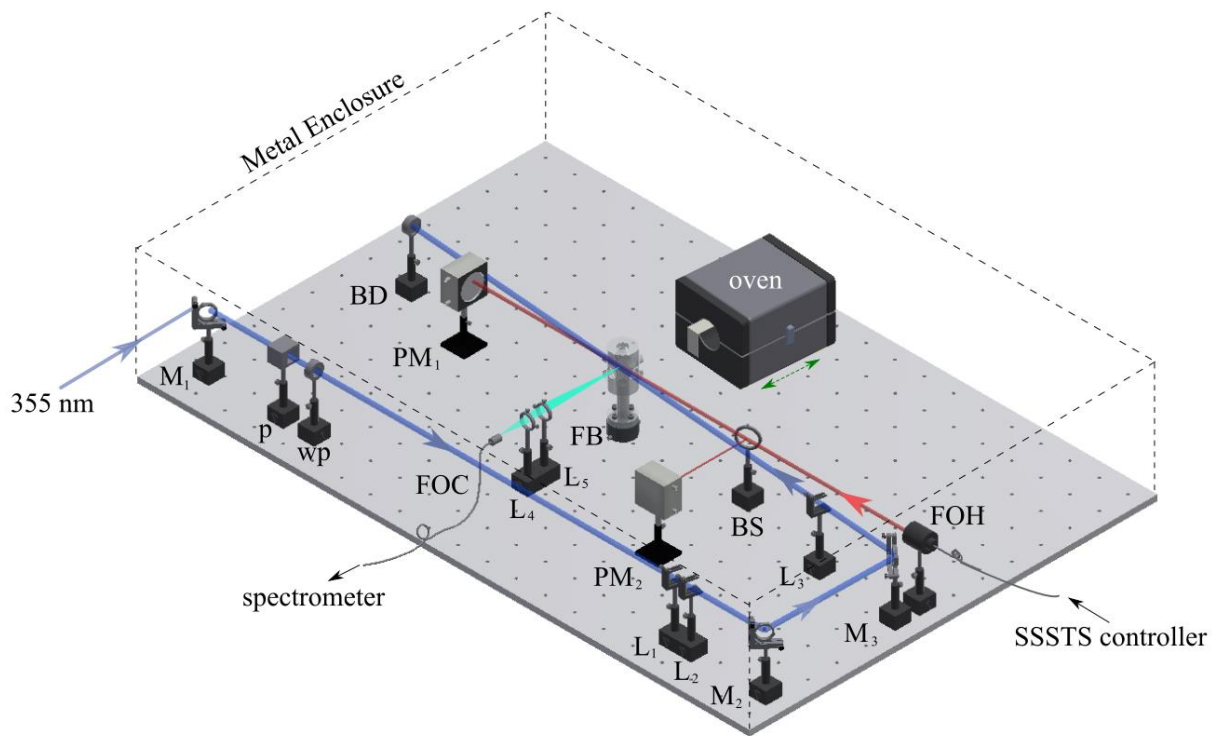 Metal Enclosure
oven
BD
PM₁
M₁
355 nm
p
wp
FB
FOC
L₅
L₄
BS
FOH
PM₂
L₃
spectrometer
L₁
L₂
M₃
SSSTS controller
M₂